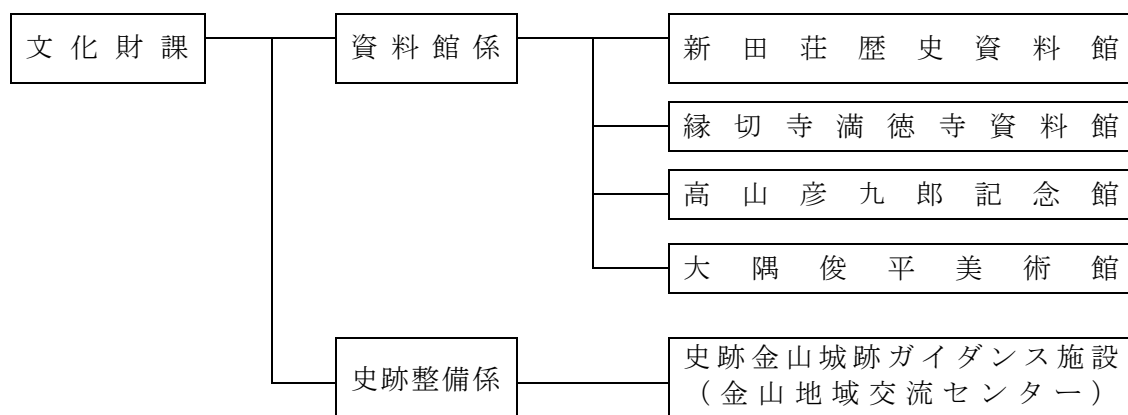 文化財課
資料館係
新田荘歴史資料館
縁切寺満徳寺資料館
高山彦九郎記念館
大隅俊平美術館
史跡整備係
史跡金山城跡ガイダンス施設
（金山地域交流センター）